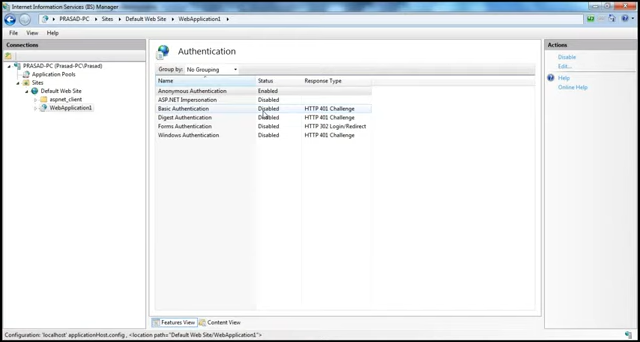 Internet Information Services (IIS) Manager
PRASAD-PC
Sites
Default Web Site
WebApplication1
File View Help
Connections
PRASAD-PC (Prasad-PC\Prasad)
Application Pools
Sites
Default Web Site
aspnet_client
WebApplication1
Authentication
Group by: No Grouping
Name Status Response Type
Anonymous Authentication Enabled
ASP.NET Impersonation Disabled
Basic Authentication Disabled HTTP 401 Challenge
Digest Authentication Disabled HTTP 401 Challenge
Forms Authentication Disabled HTTP 302 Login/Redirect
Windows Authentication Disabled HTTP 401 Challenge
Features View Content View
Actions
Disable
Edit...
Help
Online Help
Configuration: 'localhost' applicationHost.config , <location path="Default Web Site/WebApplication1">